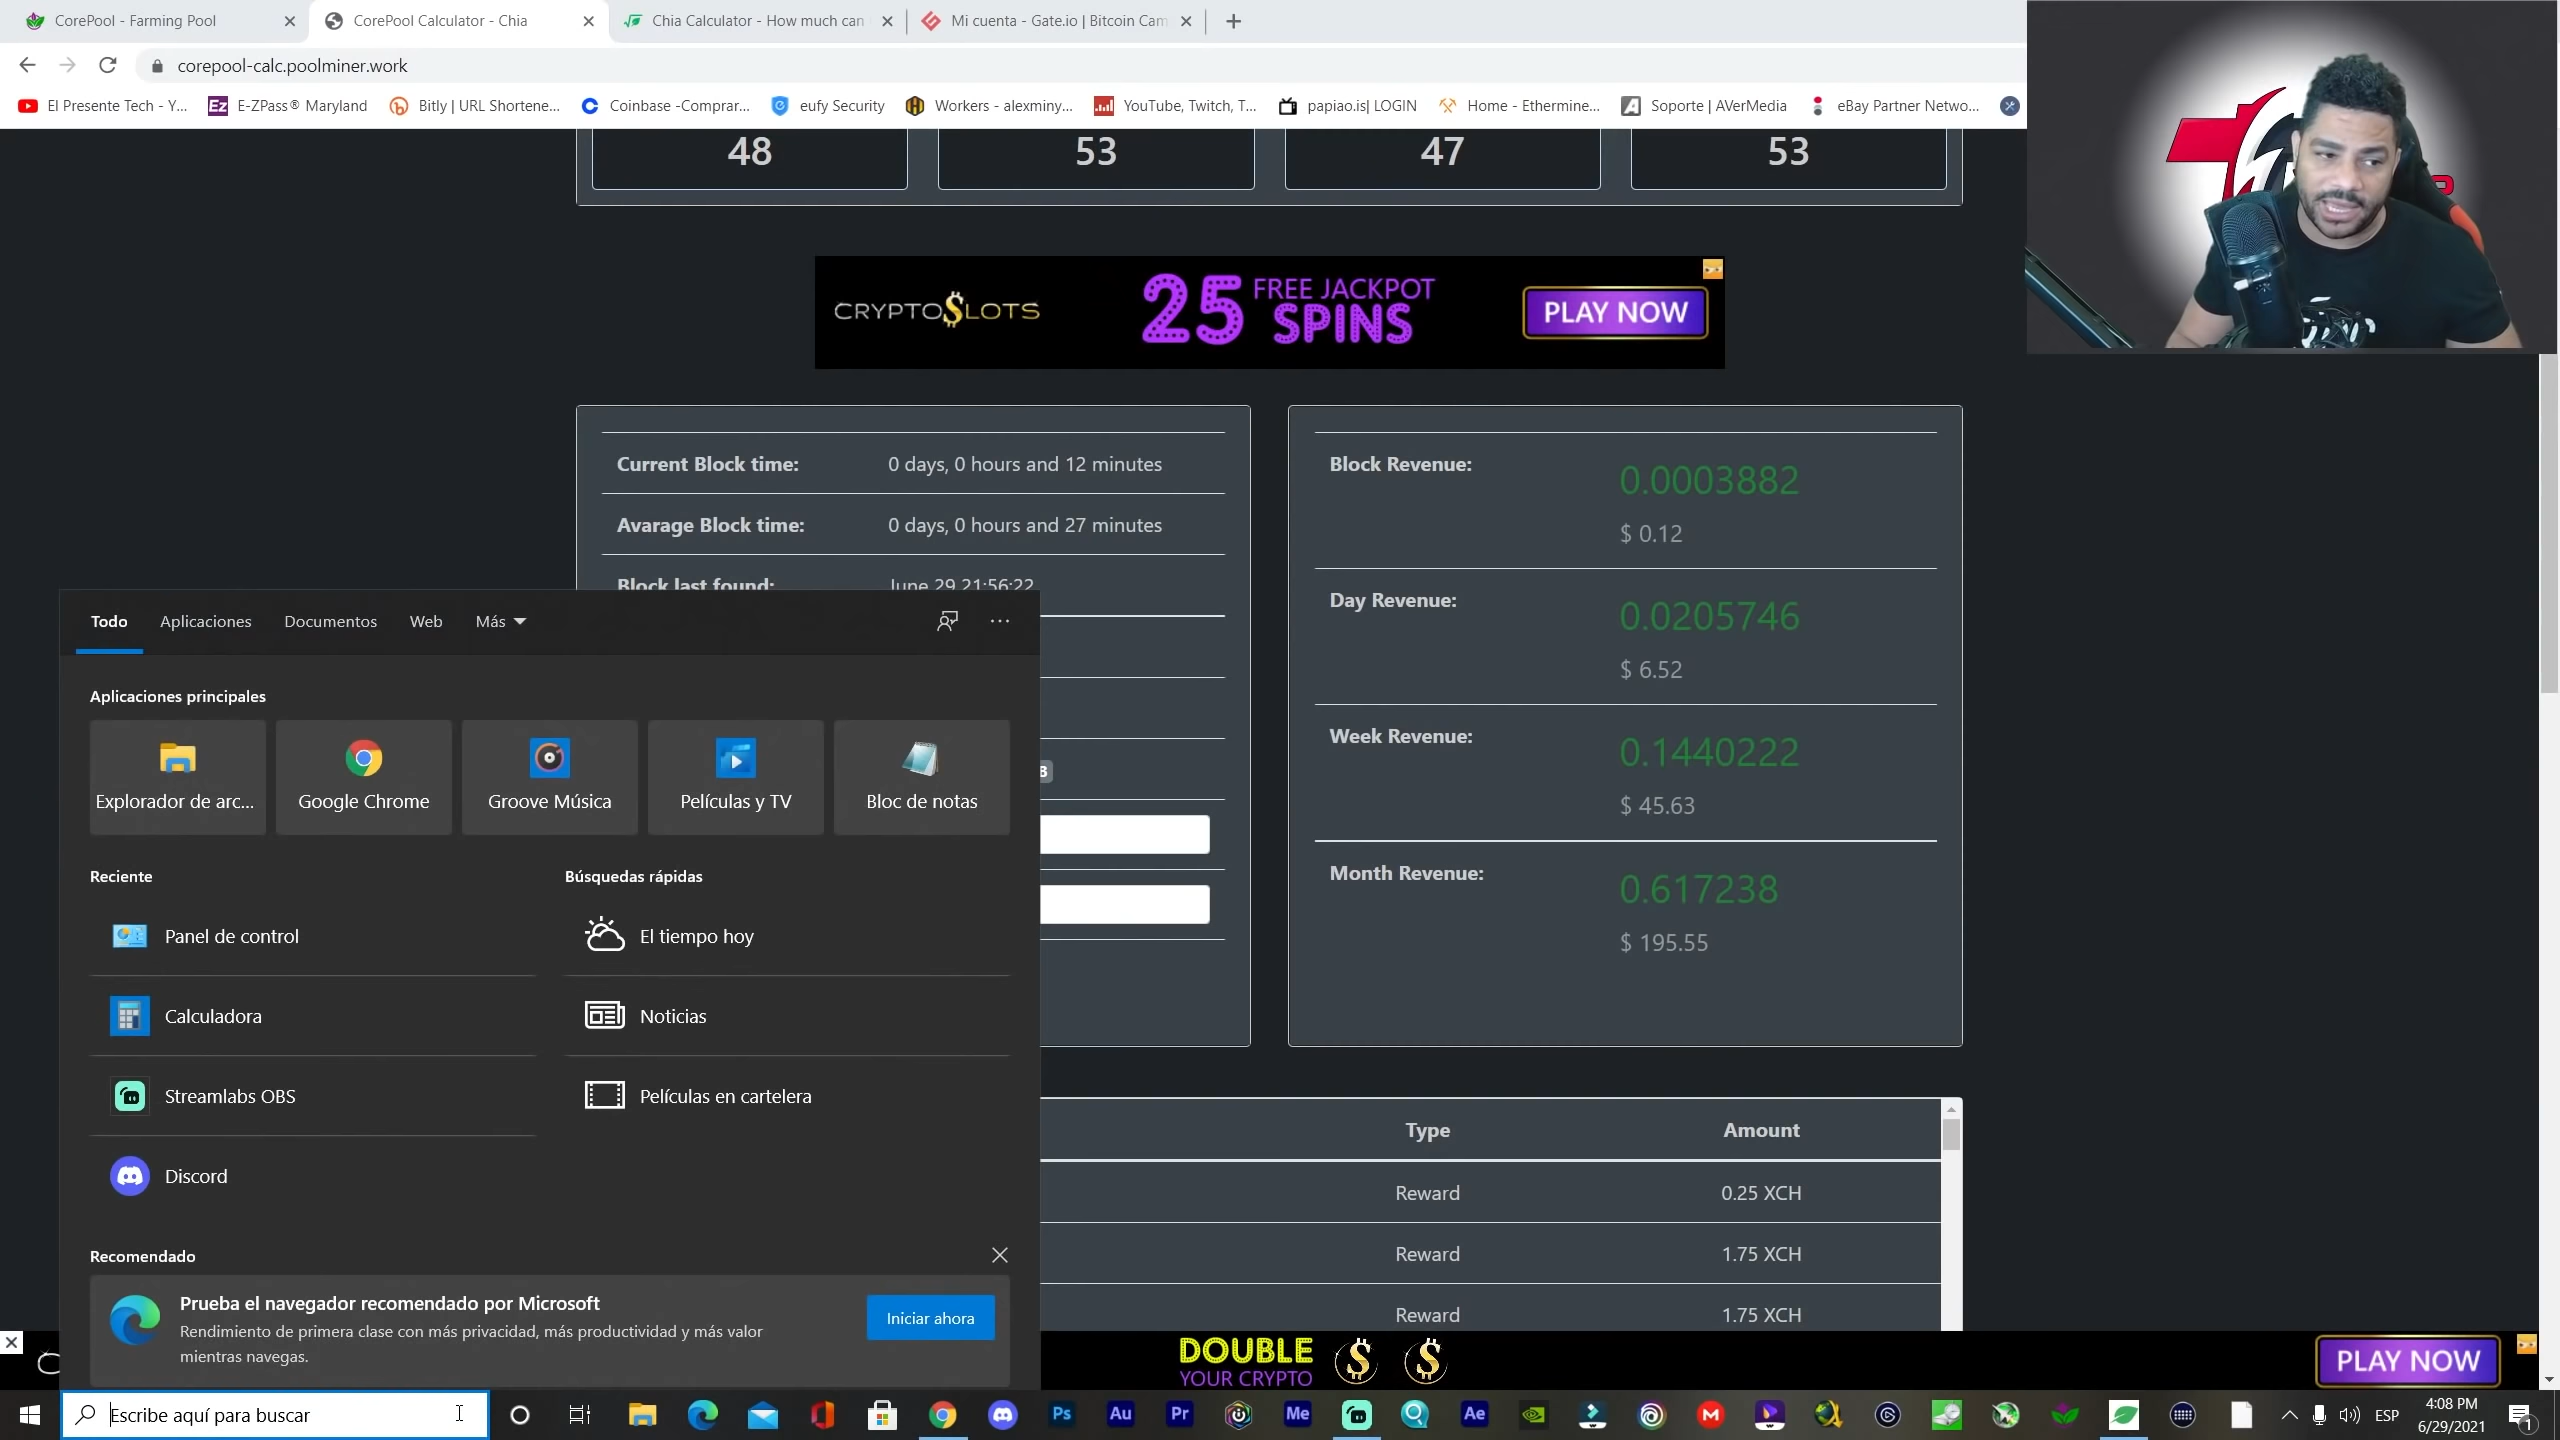 CorePool - Farming Pool
CorePool Calculator - Chia
Chia Calculator - How much can
Mi cuenta - Gate.io | Bitcoin Cam
corepool-calc.poolminer.work
El Presente Tech - Y...
E-ZPass® Maryland
Bitly | URL Shortene...
Coinbase -Comprar...
eufy Security
Workers - alexminy...
YouTube, Twitch, T...
papiao.is| LOGIN
Home - Ethermine...
Soporte | AVerMedia
eBay Partner Netwo...
48
53
47
53
CRYPTO$LOTS
25 FREE JACKPOT
SPINS
PLAY NOW
Current Block time:
0 days, 0 hours and 12 minutes
Avarage Block time:
0 days, 0 hours and 27 minutes
Block last found:
June 29 21:56:22
Block Revenue:
0.0003882
$ 0.12
Day Revenue:
0.0205746
$ 6.52
Week Revenue:
0.1440222
$ 45.63
Month Revenue:
0.617238
$ 195.55
Todo
Aplicaciones
Documentos
Web
Más
Aplicaciones principales
Explorador de arc...
Google Chrome
Groove Música
Películas y TV
Bloc de notas
Reciente
Panel de control
Calculadora
Streamlabs OBS
Discord
Búsquedas rápidas
El tiempo hoy
Noticias
Películas en cartelera
Recomendado
Prueba el navegador recomendado por Microsoft
Rendimiento de primera clase con más privacidad, más productividad y más valor
mientras navegas.
Iniciar ahora
Type
Amount
Reward
0.25 XCH
Reward
1.75 XCH
Reward
1.75 XCH
DOUBLE
YOUR CRYPTO
PLAY NOW
Escribe aquí para buscar
Ps
Au
Pr
Me
Ae
ESP
4:08 PM
6/29/2021
1